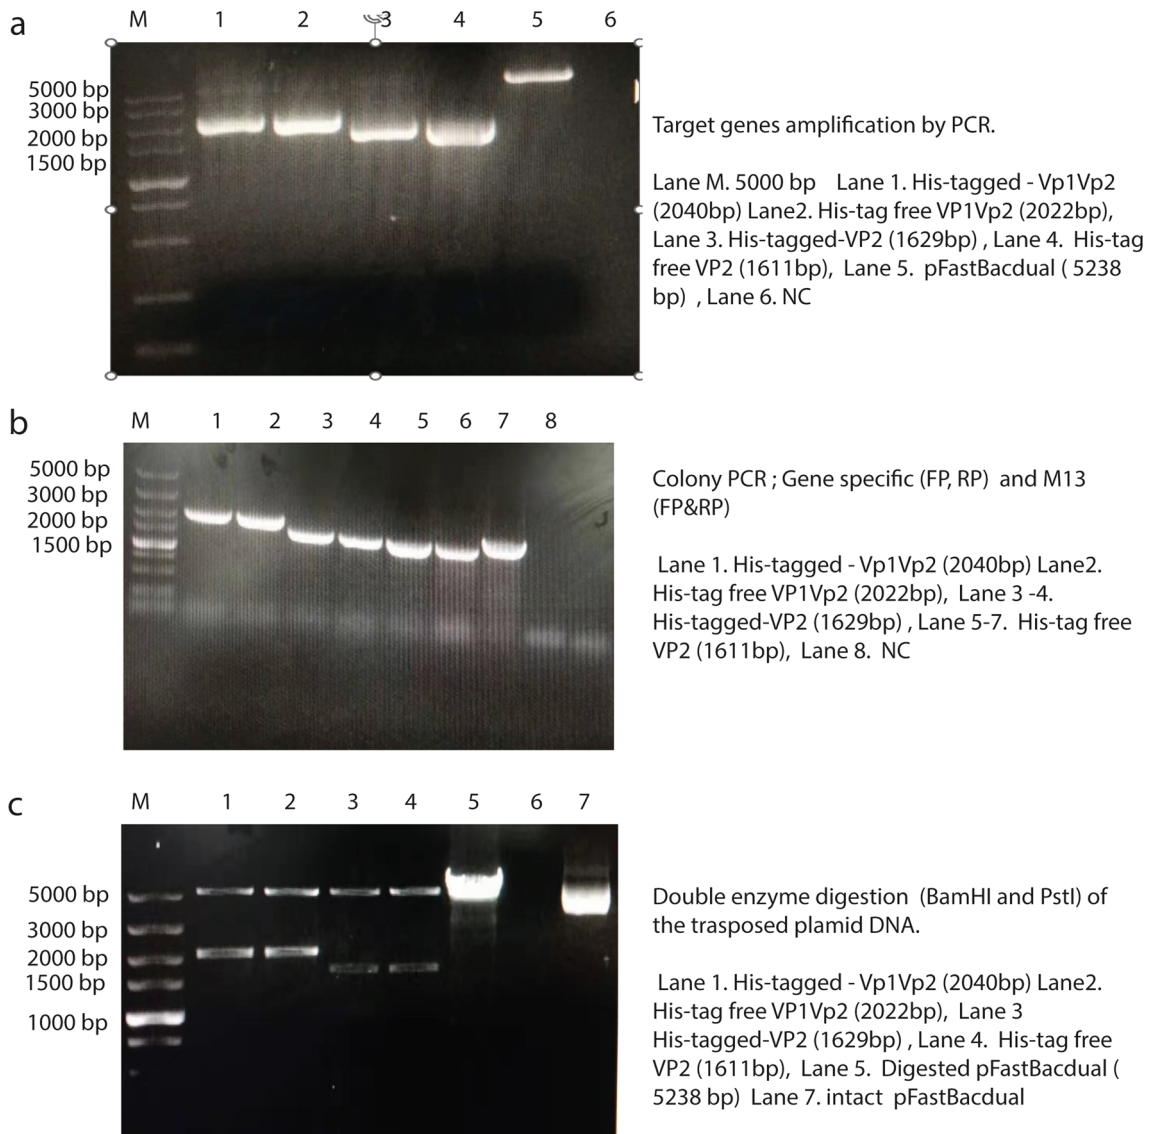 a
M 1 2 3 4 5 6
5000 bp
3000 bp
2000 bp
1500 bp
Target genes amplification by PCR.
Lane M. 5000 bp Lane 1. His-tagged - Vp1Vp2
(2040bp) Lane2. His-tag free VP1Vp2 (2022bp),
Lane 3. His-tagged-VP2 (1629bp) , Lane 4. His-tag
free VP2 (1611bp), Lane 5. pFastBacdual ( 5238
bp) , Lane 6. NC
b
M 1 2 3 4 5 6 7 8
5000 bp
3000 bp
2000 bp
1500 bp
Colony PCR ; Gene specific (FP, RP) and M13
(FP&RP)
Lane 1. His-tagged - Vp1Vp2 (2040bp) Lane2.
His-tag free VP1Vp2 (2022bp), Lane 3 -4.
His-tagged-VP2 (1629bp) , Lane 5-7. His-tag free
VP2 (1611bp), Lane 8. NC
c
M 1 2 3 4 5 6 7
5000 bp
3000 bp
2000 bp
1500 bp
1000 bp
Double enzyme digestion (BamHI and PstI) of
the trasposed plamid DNA.
Lane 1. His-tagged - Vp1Vp2 (2040bp) Lane2.
His-tag free VP1Vp2 (2022bp), Lane 3
His-tagged-VP2 (1629bp) , Lane 4. His-tag free
VP2 (1611bp), Lane 5. Digested pFastBacdual (
5238 bp) Lane 7. intact pFastBacdual